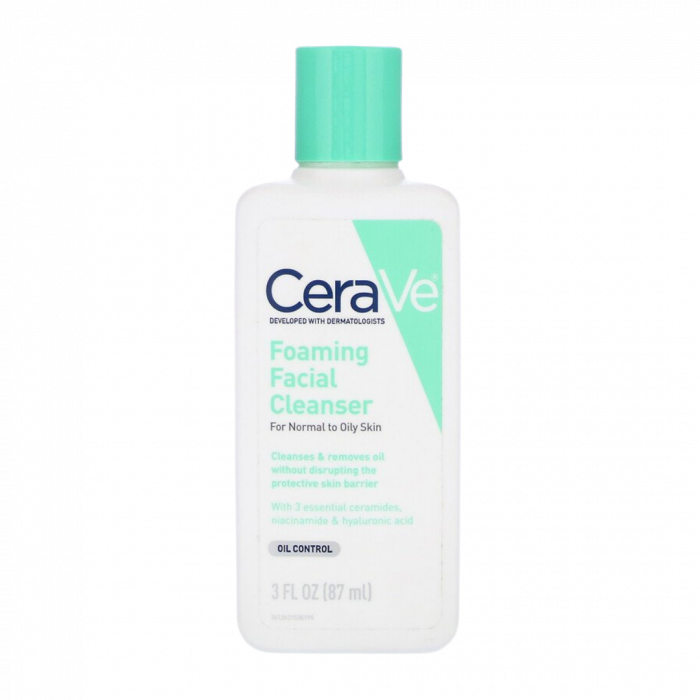 CeraVe®
DEVELOPED WITH DERMATOLOGISTS
Foaming
Facial
Cleanser
For Normal to Oily Skin
Cleanses & removes oil
without disrupting the
protective skin barrier
With 3 essential ceramides,
niacinamide & hyaluronic acid
OIL CONTROL
3 FL OZ (87 ml)